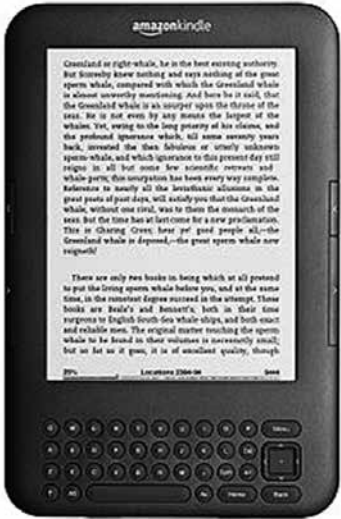 amazonkindle
Greenland or right-whale, he is the best existing authority.
But Scoresby knew nothing and says nothing of the great
sperm whale, compared with which the Greenland whale
is almost unworthy mentioning. And here be it said, that
the Greenland whale is an usurper upon the throne of the
seas. He is not even by any means the largest of the
whales. Yet, owing to the long priority of his claims, and
the profound ignorance which, till some seventy years
back, invested the then fabulous or utterly unknown
sperm-whale, and which ignorance to this present day still
reigns in all but some few scientific retreats and
whale-ports; this usurpation has been every way complete.
Reference to nearly all the leviathanic allusions in the
great poets of past days, will satisfy you that the Greenland
whale, without one rival, was to them the monarch of the
seas. But the time has at last come for a new proclamation.
This is Charing Cross; hear ye! good people all,—the
Greenland whale is deposed,—the great sperm whale now
reigneth!
There are only two books in being which at all pretend
to put the living sperm whale before you, and at the same
time, in the remotest degree succeed in the attempt. Those
books are Beale's and Bennett's; both in their time
surgeons to English South-Sea whale-ships, and both exact
and reliable men. The original matter touching the sperm
whale to be found in their volumes is necessarily small;
but so far as it goes, it is of excellent quality, though
Locations
Menu
Home Back